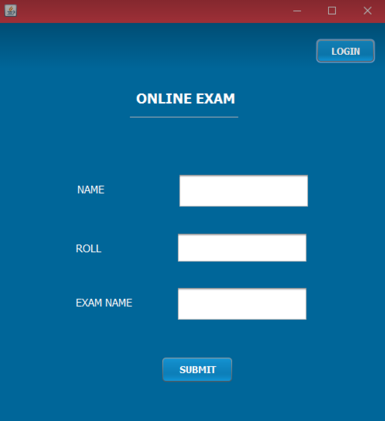 LOGIN
ONLINE EXAM
NAME
ROLL
EXAM NAME
SUBMIT